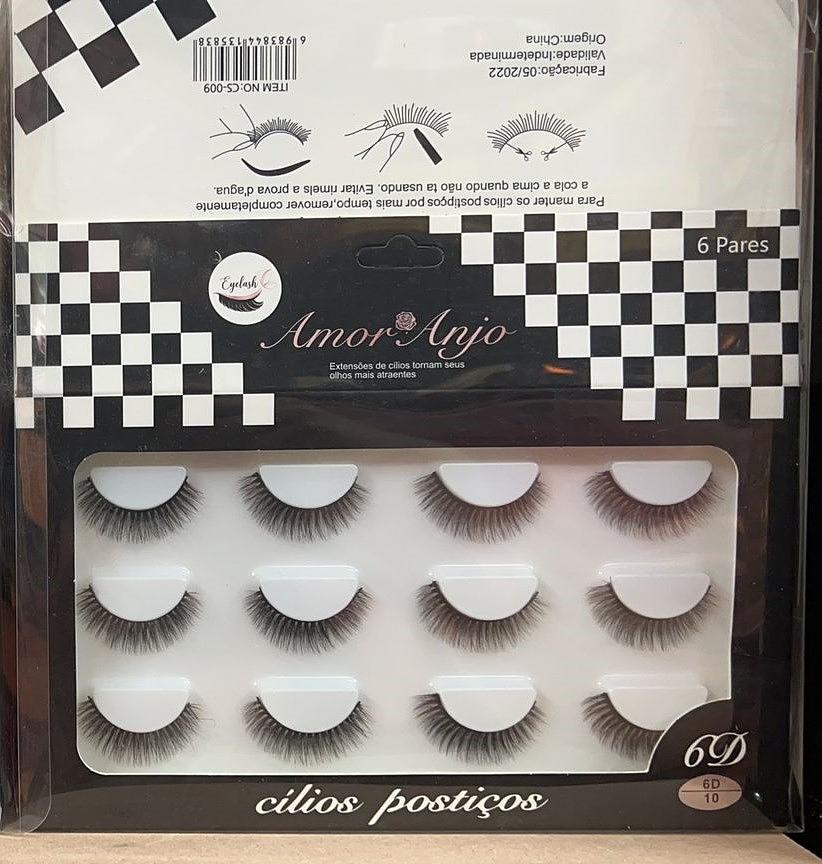 Para manter os cílios postipços por mais tempo,remover completamente
a cola a cima quando não ta usando. Evitar rimels a prova d'agua.
ITEM NO:CS-009
6 983844 135838
Fabricação:05/2022
Validade:Indeterminada
Origem:China
6 Pares
Eyelash
Amor Anjo
Extensões de cílios tornam seus
olhos mais atraentes
6D
6D
10
cílios postiços